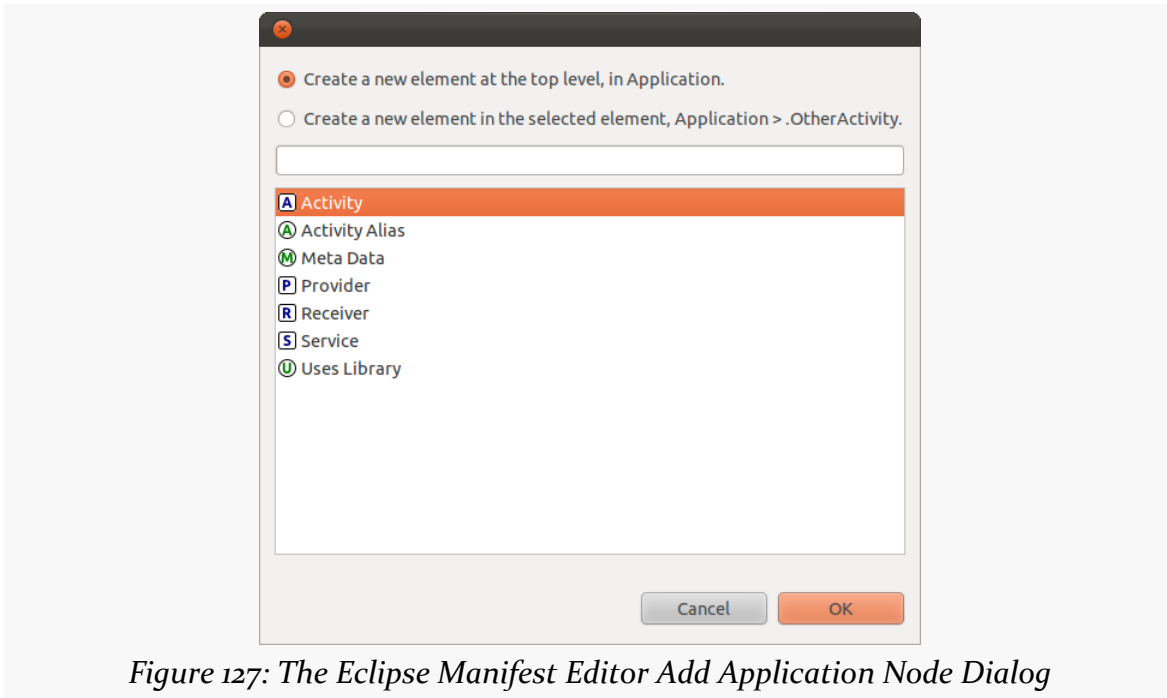 Create a new element at the top level, in Application.
Create a new element in the selected element, Application > .OtherActivity.
A Activity
A Activity Alias
M Meta Data
P Provider
R Receiver
S Service
U Uses Library
Cancel OK
Figure 127: The Eclipse Manifest Editor Add Application Node Dialog